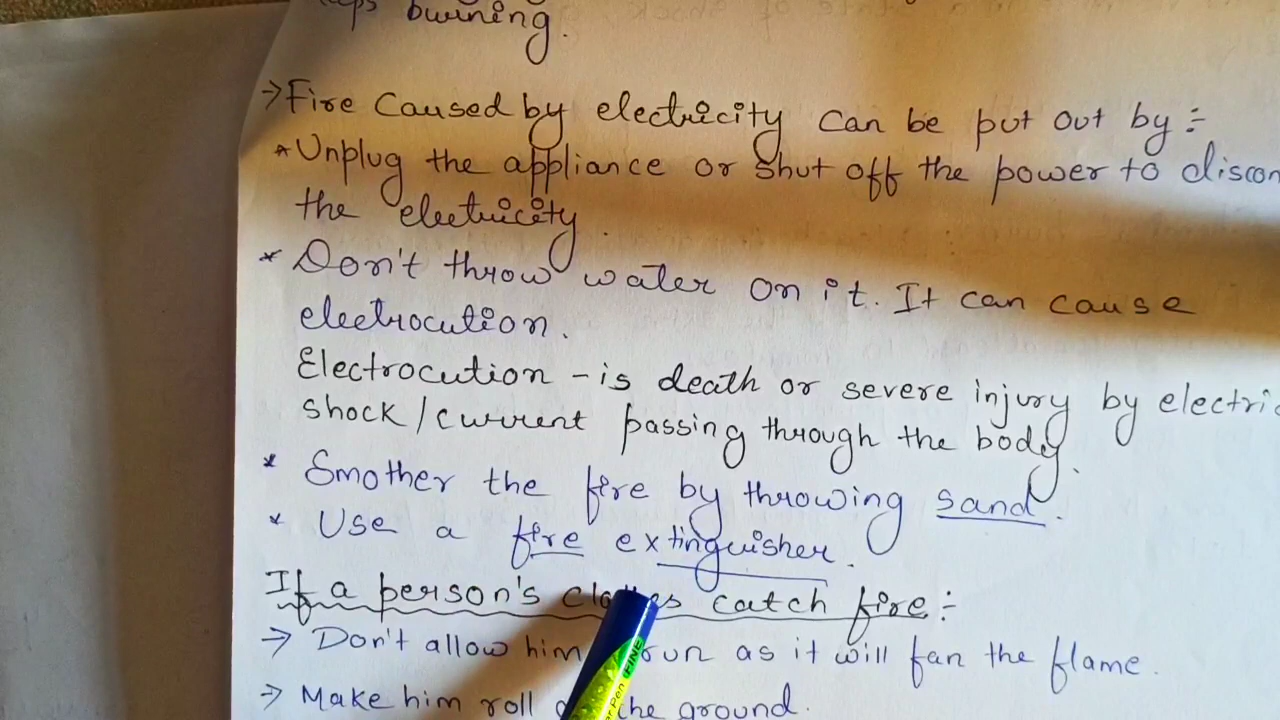 burning.
→ Fire caused by electricity can be put out by :-
* Unplug the appliance or shut off the power to discon
the electricity.
* Don't throw water on it. It can cause
electrocution.
Electrocution - is death or severe injury by electric
shock/current passing through the body.
* Smother the fire by throwing sand.
* Use a fire extinguisher.
If a person's clothes catch fire :-
→ Don't allow him run as it will fan the flame.
→ Make him roll the ground.